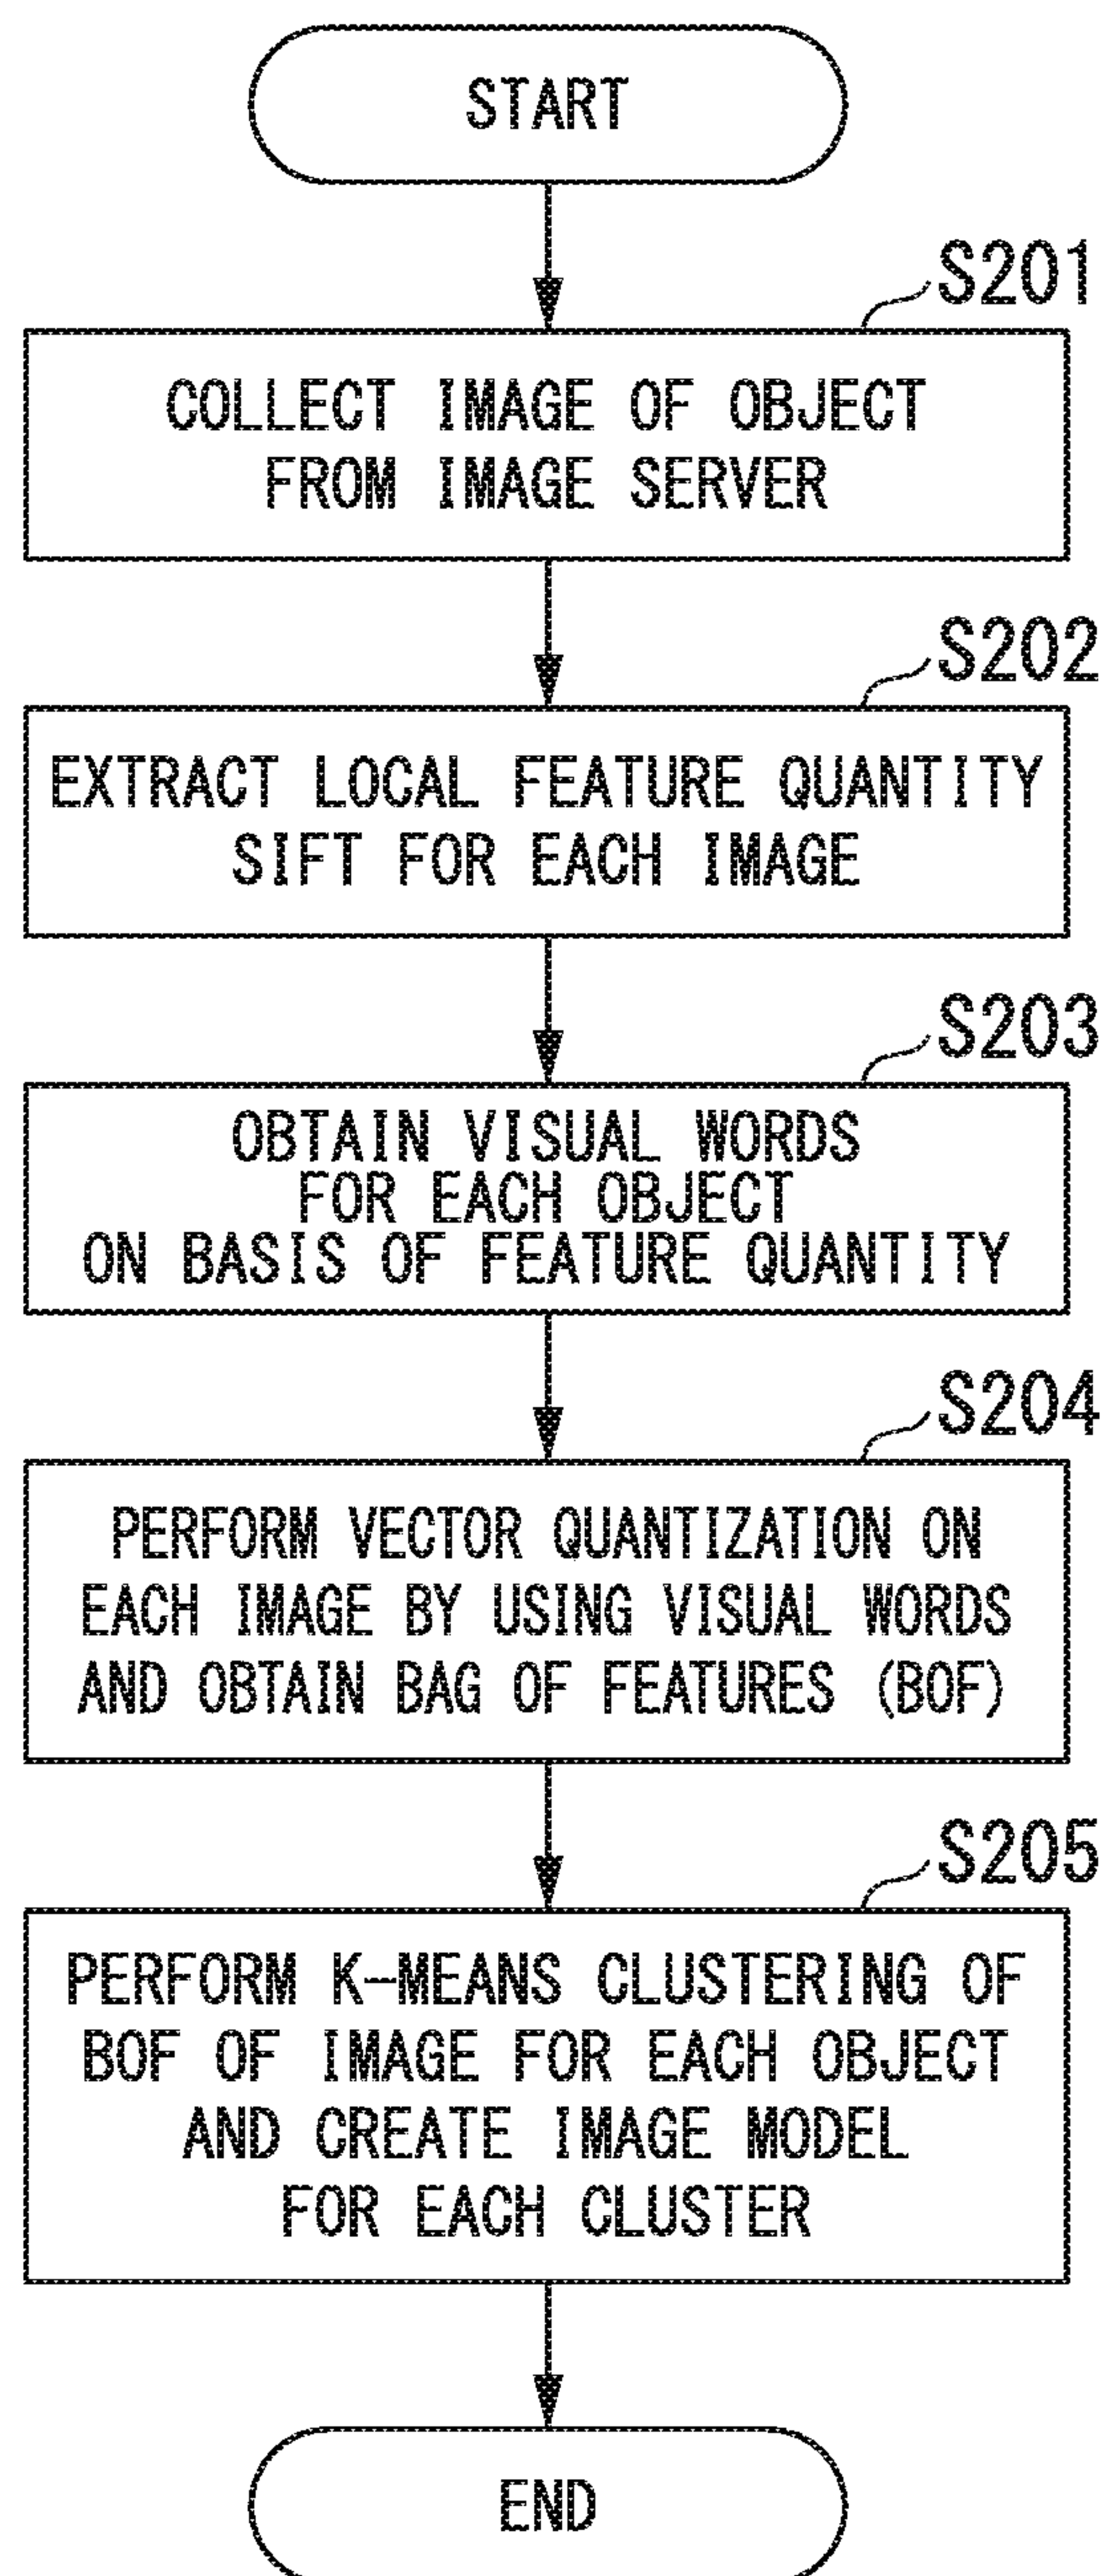 START
S201
COLLECT IMAGE OF OBJECT
FROM IMAGE SERVER
S202
EXTRACT LOCAL FEATURE QUANTITY
SIFT FOR EACH IMAGE
S203
OBTAIN VISUAL WORDS
FOR EACH OBJECT
ON BASIS OF FEATURE QUANTITY
S204
PERFORM VECTOR QUANTIZATION ON
EACH IMAGE BY USING VISUAL WORDS
AND OBTAIN BAG OF FEATURES (BOF)
S205
PERFORM K-MEANS CLUSTERING OF
BOF OF IMAGE FOR EACH OBJECT
AND CREATE IMAGE MODEL
FOR EACH CLUSTER
END